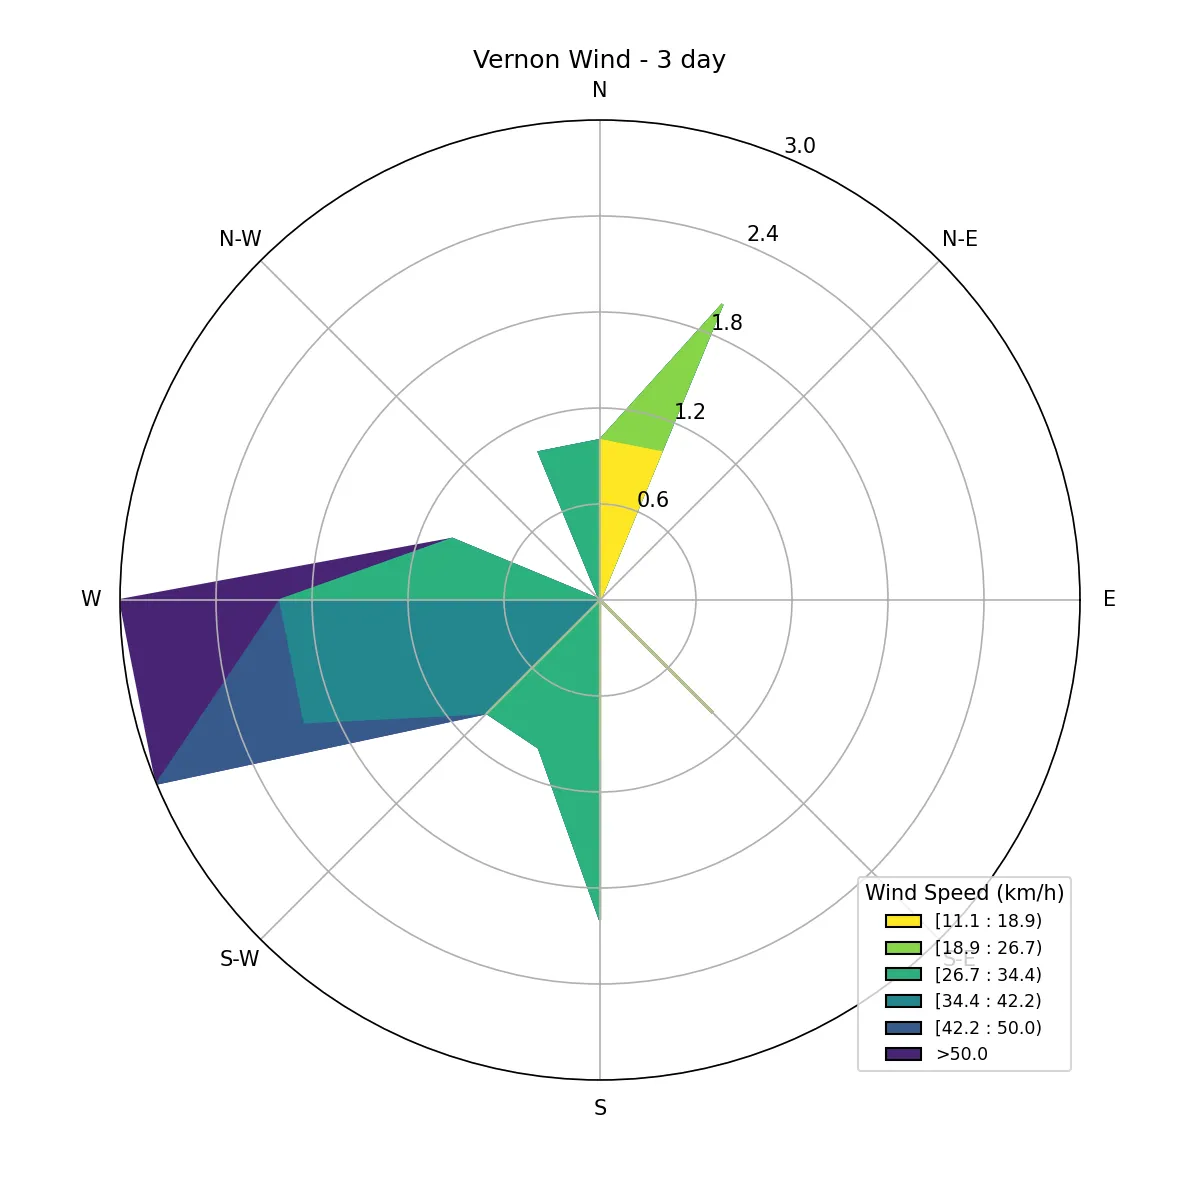 Vernon Wind - 3 day
N
3.0
N-W
N-E
2.4
1.8
1.2
0.6
W
E
S-W
S-E
S
Wind Speed (km/h)
[11.1 : 18.9)
[18.9 : 26.7)
[26.7 : 34.4)
[34.4 : 42.2)
[42.2 : 50.0)
>50.0